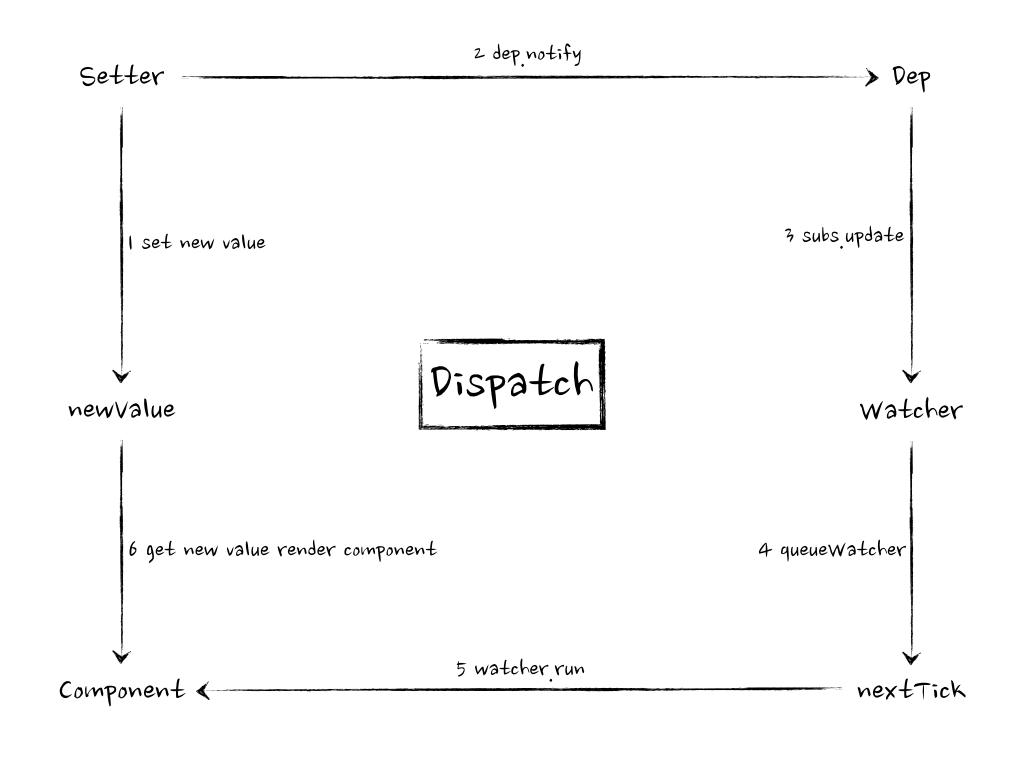 2 dep.notify
Setter
Dep
1 set new value
3 subs.update
Dispatch
newValue
Watcher
6 get new value render component
4 queueWatcher
5 watcher.run
Component
nextTick